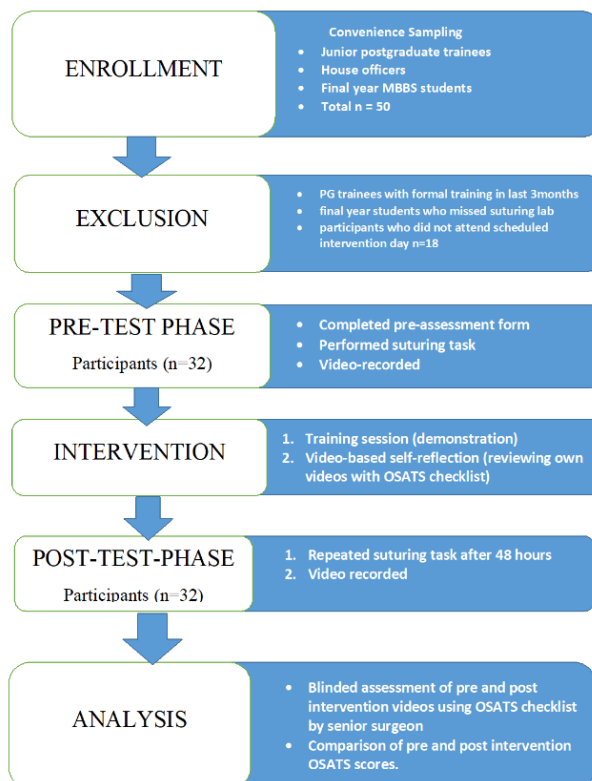 ENROLLMENT
Convenience Sampling
• Junior postgraduate trainees
• House officers
• Final year MBBS students
• Total n = 50
EXCLUSION
• PG trainees with formal training in last 3months
• final year students who missed suturing lab
• participants who did not attend scheduled
intervention day n=18
PRE-TEST PHASE
Participants (n=32)
• Completed pre-assessment form
• Performed suturing task
• Video-recorded
INTERVENTION
1. Training session (demonstration)
2. Video-based self-reflection (reviewing own
videos with OSATS checklist)
POST-TEST-PHASE
Participants (n=32)
1. Repeated suturing task after 48 hours
2. Video recorded
ANALYSIS
• Blinded assessment of pre and post
intervention videos using OSATS checklist
by senior surgeon
• Comparison of pre and post intervention
OSATS scores.